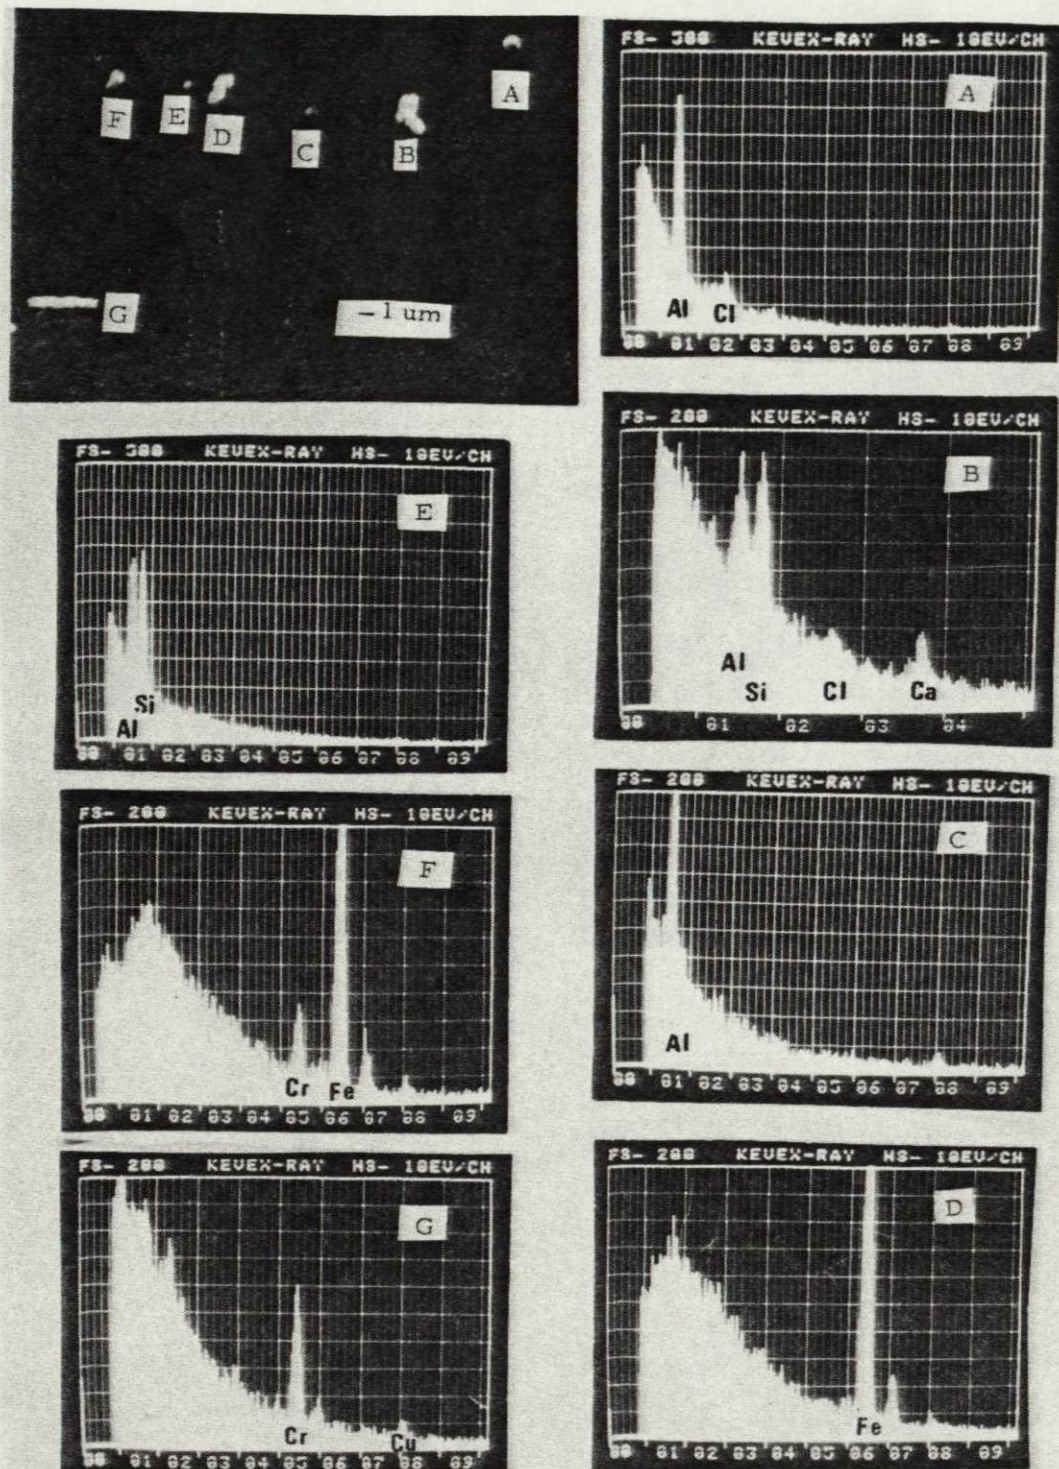 A
F
E
D
C
B
G
— 1 um
FS- 500 KEVEX-RAY HS- 10EV/CH
A
Al Cl
00 01 02 03 04 05 06 07 08 09
FS- 200 KEVEX-RAY HS- 10EV/CH
B
Al
Si Cl Ca
00 01 02 03 04
FS- 500 KEVEX-RAY HS- 10EV/CH
E
Si
Al
00 01 02 03 04 05 06 07 08 09
FS- 200 KEVEX-RAY HS- 10EV/CH
C
Al
00 01 02 03 04 05 06 07 08 09
FS- 200 KEVEX-RAY HS- 10EV/CH
F
Cr Fe
00 01 02 03 04 05 06 07 08 09
FS- 200 KEVEX-RAY HS- 10EV/CH
D
Fe
00 01 02 03 04 05 06 07 08 09
FS- 200 KEVEX-RAY HS- 10EV/CH
G
Cr Cu
00 01 02 03 04 05 06 07 08 09